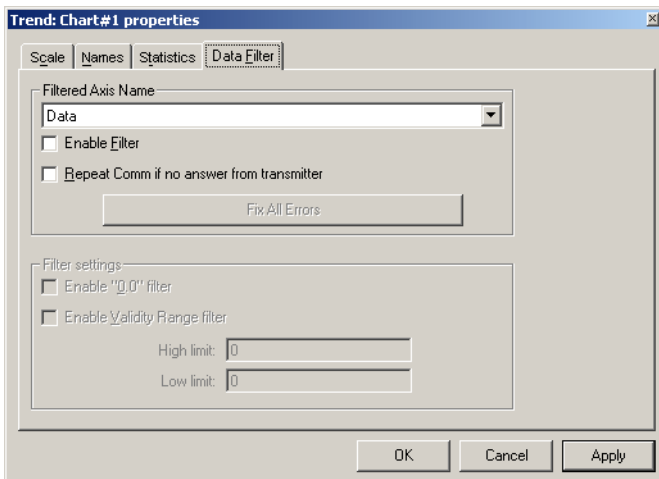 Trend: Chart#1 properties
Scale Names Statistics Data Filter
Filtered Axis Name
Data
Enable Filter
Repeat Comm if no answer from transmitter
Fix All Errors
Filter settings
Enable "0,0" filter
Enable Validity Range filter
High limit: 0
Low limit: 0
OK Cancel Apply